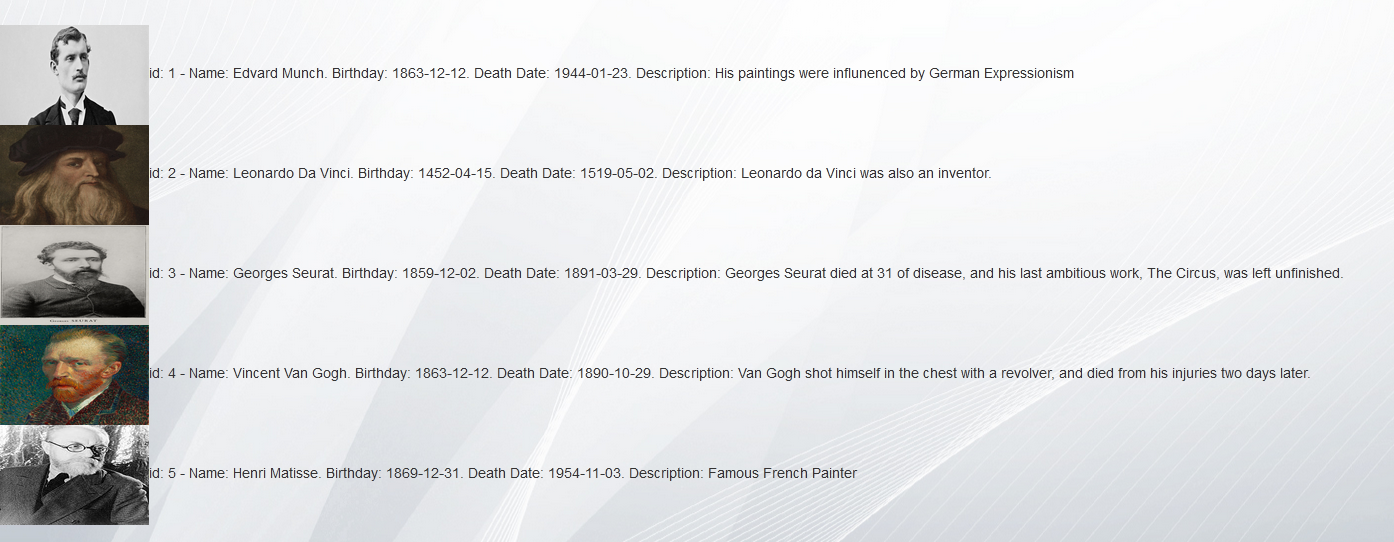 id: 1 - Name: Edvard Munch. Birthday: 1863-12-12. Death Date: 1944-01-23. Description: His paintings were influnenced by German Expressionism
id: 2 - Name: Leonardo Da Vinci. Birthday: 1452-04-15. Death Date: 1519-05-02. Description: Leonardo da Vinci was also an inventor.
id: 3 - Name: Georges Seurat. Birthday: 1859-12-02. Death Date: 1891-03-29. Description: Georges Seurat died at 31 of disease, and his last ambitious work, The Circus, was left unfinished.
Georges SEURAT
id: 4 - Name: Vincent Van Gogh. Birthday: 1863-12-12. Death Date: 1890-10-29. Description: Van Gogh shot himself in the chest with a revolver, and died from his injuries two days later.
id: 5 - Name: Henri Matisse. Birthday: 1869-12-31. Death Date: 1954-11-03. Description: Famous French Painter